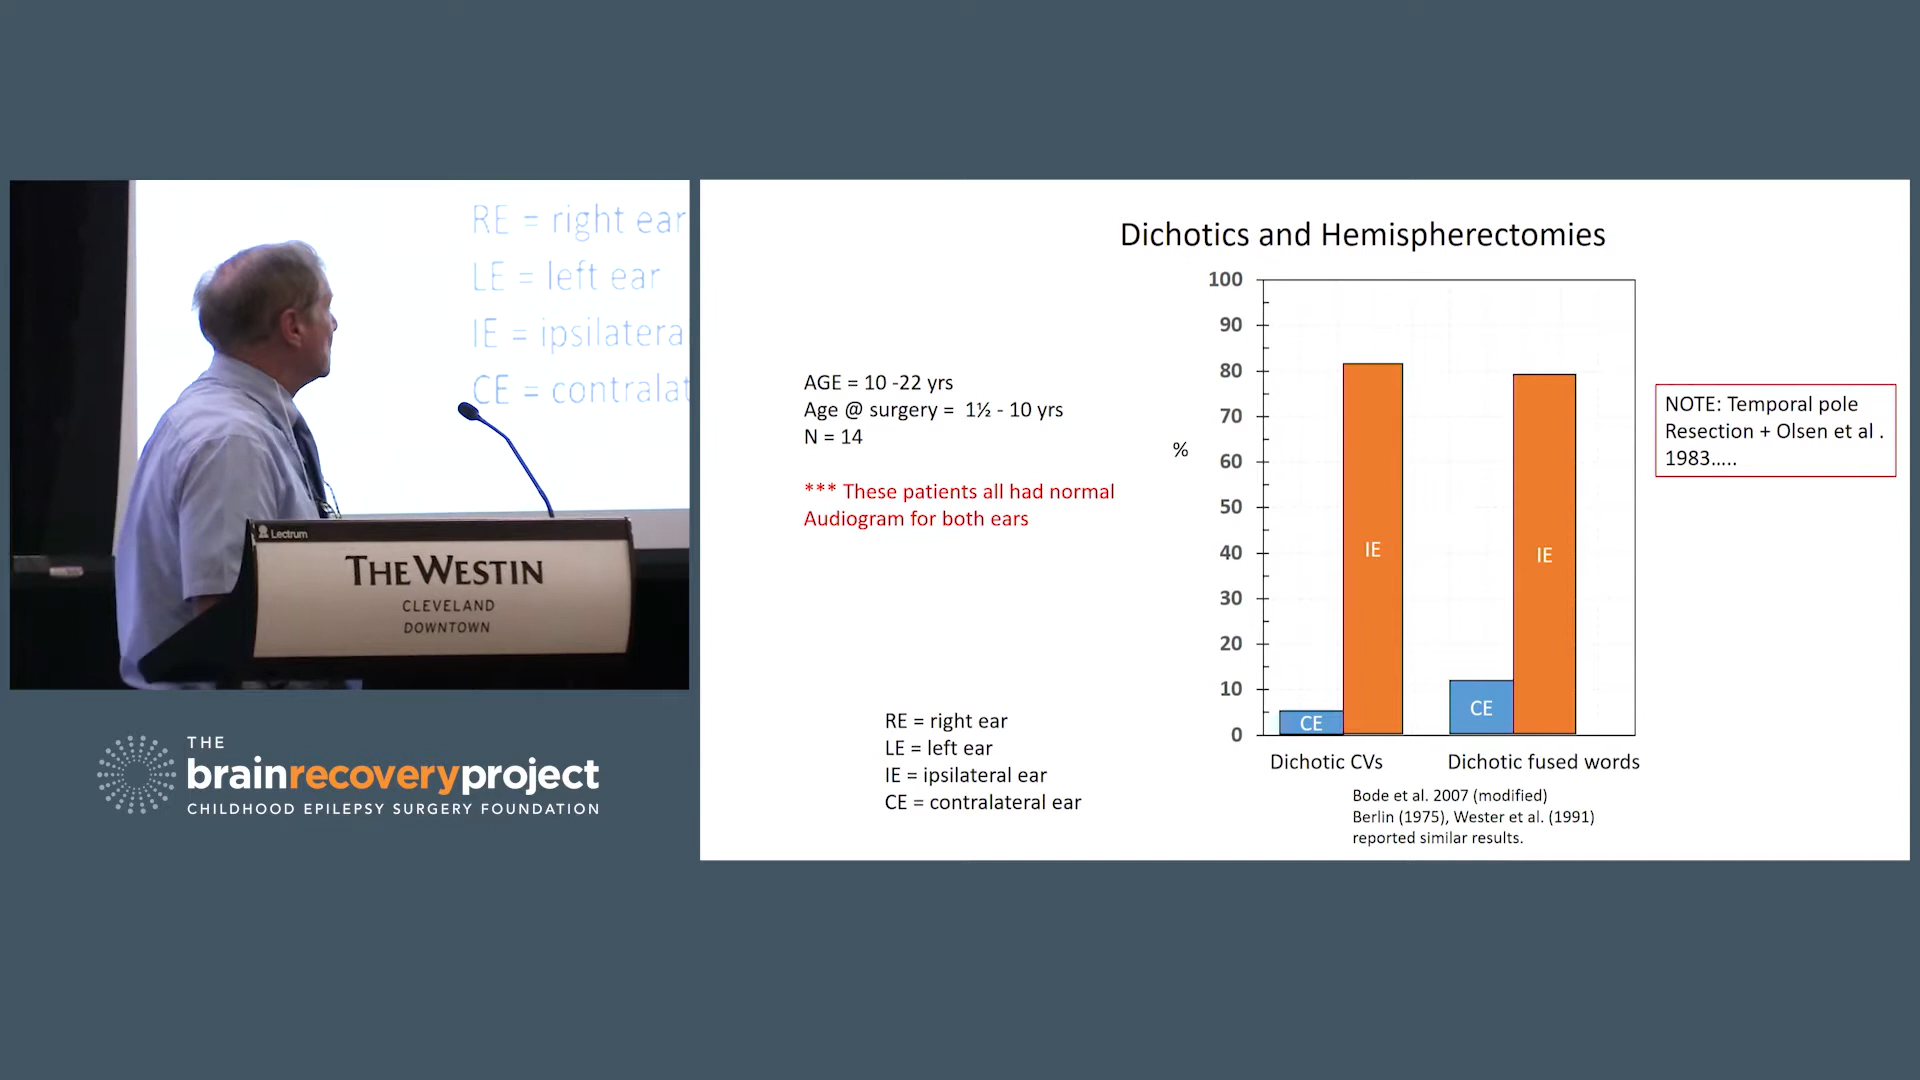 RE = right ear
LE = left ear
IE = ipsilatera
CE = contralat
Lectrum
THE WESTIN
CLEVELAND
DOWNTOWN
THE
brainrecoveryproject
CHILDHOOD EPILEPSY SURGERY FOUNDATION
Dichotics and Hemispherectomies
AGE = 10 -22 yrs
Age @ surgery = 1½ - 10 yrs
N = 14
*** These patients all had normal
Audiogram for both ears
RE = right ear
LE = left ear
IE = ipsilateral ear
CE = contralateral ear
%
100
90
80
70
60
50
40
30
20
10
0
CE
IE
CE
IE
Dichotic CVs
Dichotic fused words
Bode et al. 2007 (modified)
Berlin (1975), Wester et al. (1991)
reported similar results.
NOTE: Temporal pole
Resection + Olsen et al .
1983.....